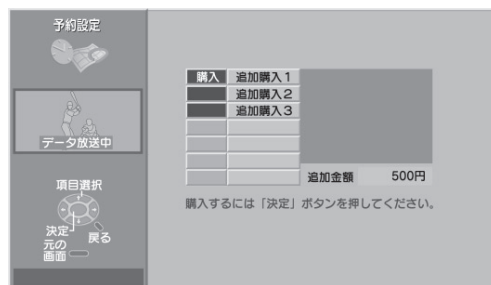 予約設定
データ放送中
項目選択
決定
戻る
元の
画面
購入 追加購入1
追加購入2
追加購入3
追加金額 500円
購入するには「決定」ボタンを押してください。